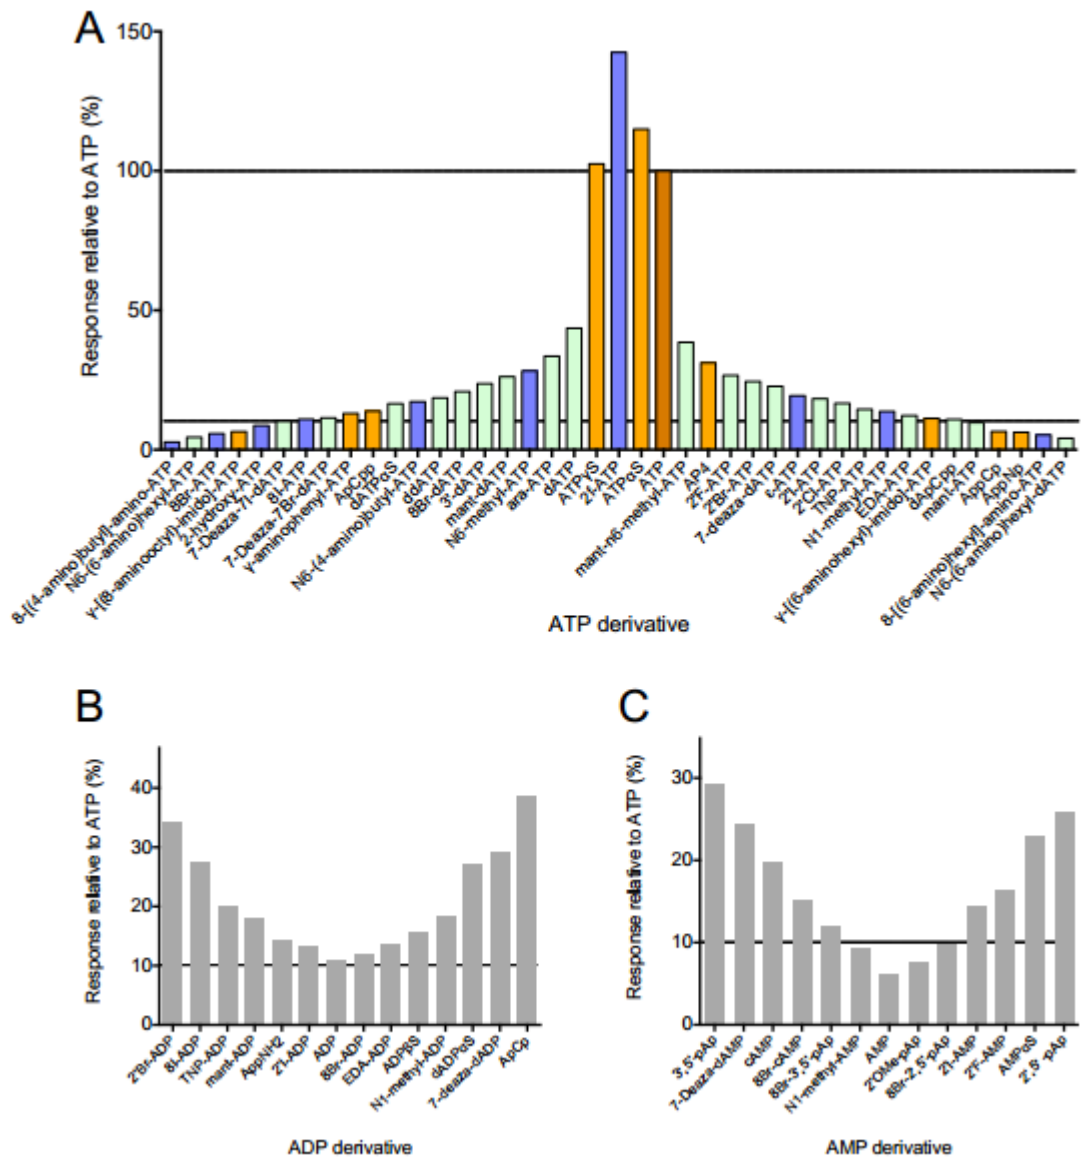 A
150
100
50
0
Response relative to ATP (%)
8-[(4-amino)butyl]-amino-ATP
N6-(6-amino)hexyl-ATP
8Br-ATP
γ-[(8-aminooctyl)-imido]-ATP
2-hydroxy-ATP
7-Deaza-7I-dATP
8I-ATP
7-Deaza-7Br-dATP
γ-aminophenyl-ATP
ApCpp
dATPαS
N6-(4-amino)butyl-ATP
ddATP
8Br-dATP
3'-dATP
mant-dATP
N6-methyl-ATP
ara-ATP
dATP
ATPγS
2I-ATP
ATPαS
ATP
mant-n6-methyl-ATP
AP4
2'F-ATP
2'Br-ATP
7-deaza-dATP
ε-ATP
2'I-ATP
2'Cl-ATP
TNP-ATP
N1-methyl-ATP
EDA-ATP
γ-[(6-aminohexyl)-imido]-ATP
dApCpp
mant-ATP
AppCp
AppNp
8-[(6-amino)hexyl]-amino-ATP
N6-(6-amino)hexyl-dATP
ATP derivative
B
40
30
20
10
0
Response relative to ATP (%)
2'Br-ADP
8I-ADP
TNP-ADP
mant-ADP
AppNH2
2'I-ADP
ADP
8Br-ADP
EDA-ADP
ADPβS
N1-methyl-ADP
dADPαS
7-deaza-dADP
ApCp
ADP derivative
C
30
20
10
0
Response relative to ATP (%)
3',5'-pAp
7-Deaza-dAMP
cAMP
8Br-cAMP
8Br-3',5'-pAp
N1-methyl-AMP
AMP
2'OMe-pAp
8Br-2',5'-pAp
2'I-AMP
2'F-AMP
AMPαS
2',5'-pAp
AMP derivative